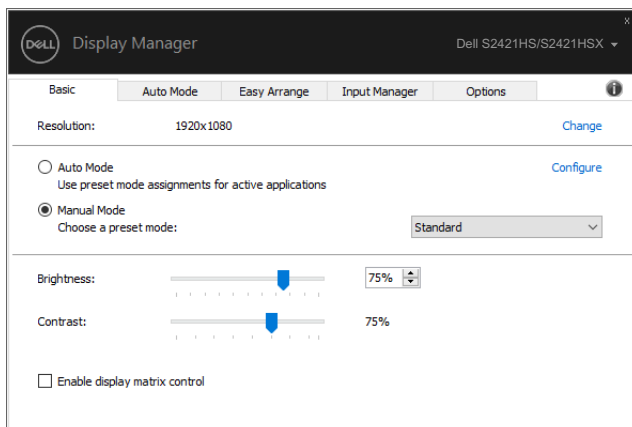 x
DELL Display Manager Dell S2421HS/S2421HSX
Basic Auto Mode Easy Arrange Input Manager Options i
Resolution: 1920x1080 Change
Auto Mode Configure
Use preset mode assignments for active applications
Manual Mode
Choose a preset mode: Standard
Brightness: 75%
Contrast: 75%
Enable display matrix control